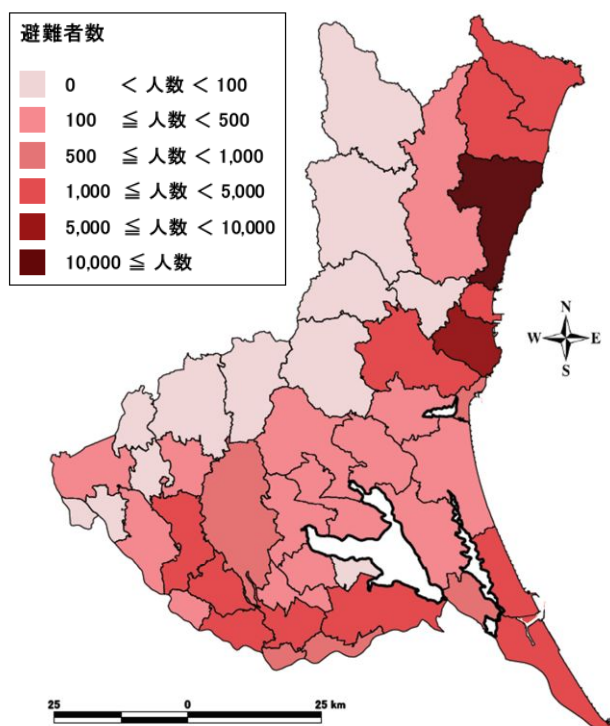 避難者数
0 < 人数 < 100
100 ≦ 人数 < 500
500 ≦ 人数 < 1,000
1,000 ≦ 人数 < 5,000
5,000 ≦ 人数 < 10,000
10,000 ≦ 人数
N
W E
S
25 0 25 km